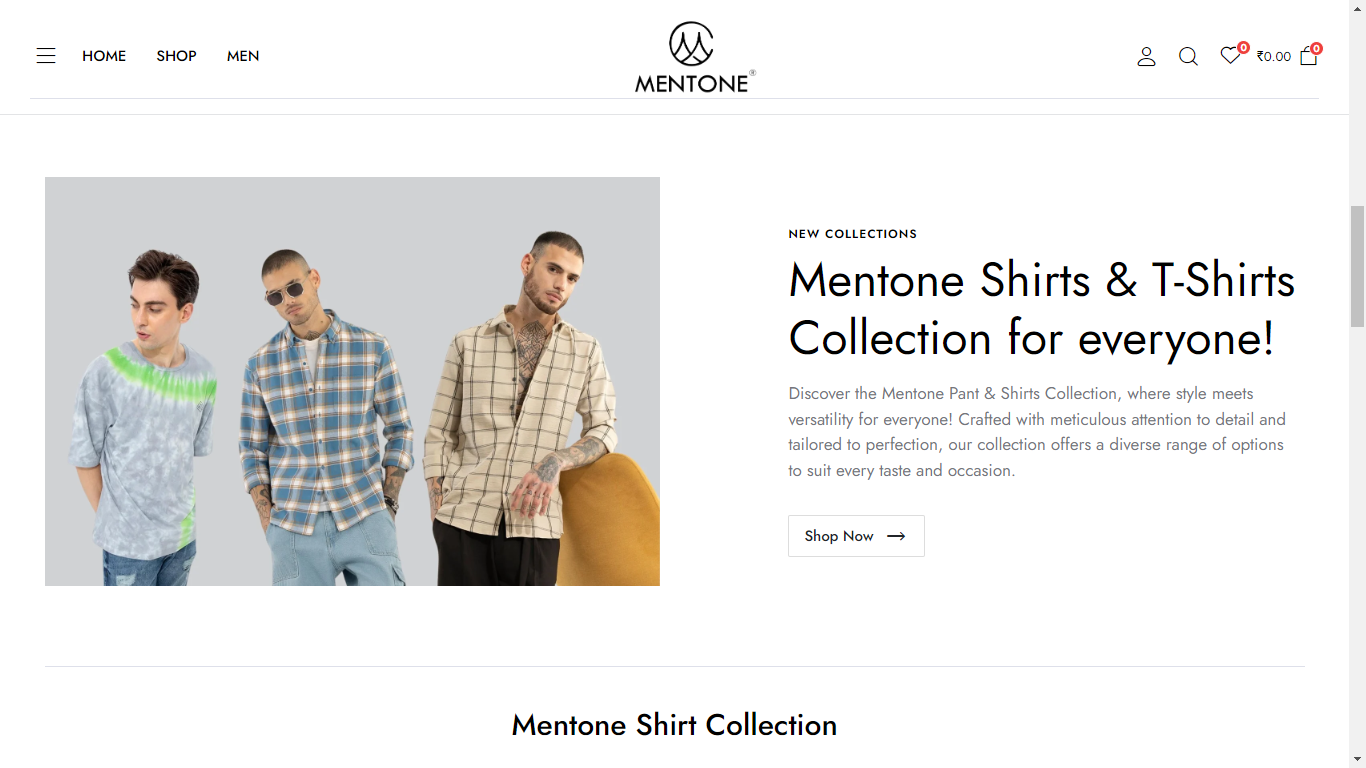 HOME SHOP MEN
MENTONE®
0
₹0.00
0
NEW COLLECTIONS
Mentone Shirts & T-Shirts
Collection for everyone!
Discover the Mentone Pant & Shirts Collection, where style meets
versatility for everyone! Crafted with meticulous attention to detail and
tailored to perfection, our collection offers a diverse range of options
to suit every taste and occasion.
Shop Now
Mentone Shirt Collection